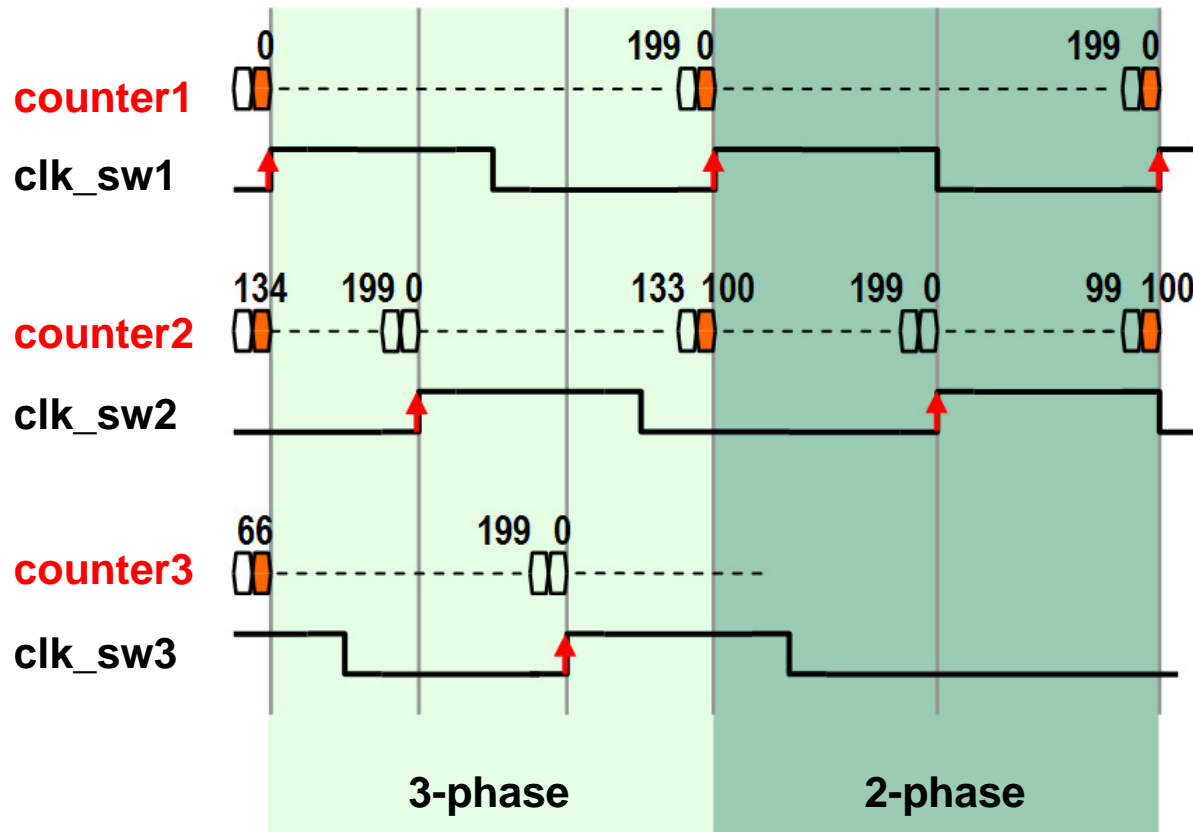 0 199 0 199 0
counter1
clk_sw1
134 199 0 133 100 199 0 99 100
counter2
clk_sw2
66 199 0
counter3
clk_sw3
3-phase 2-phase